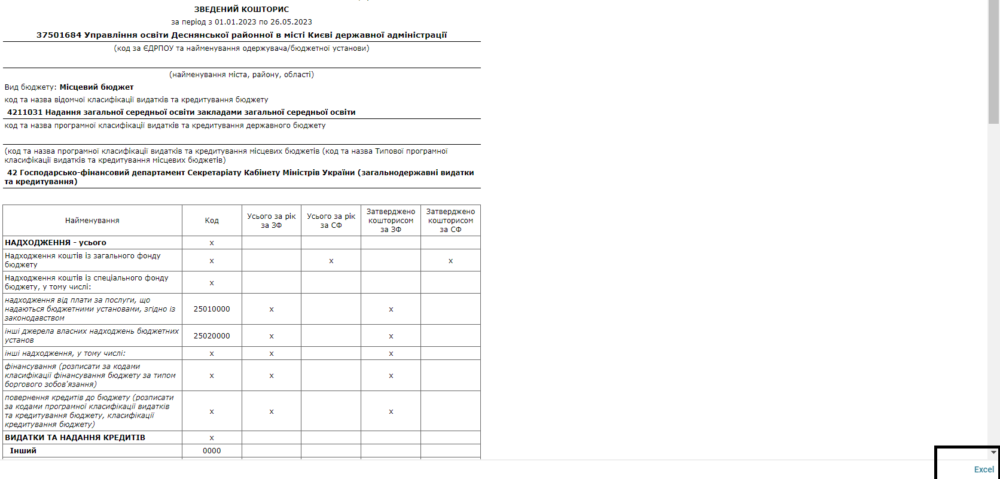 ЗВЕДЕНИЙ КОШТОРИС
за період з 01.01.2023 по 26.05.2023
37501684 Управління освіти Деснянської районної в місті Києві державної адміністрації
(код за ЄДРПОУ та найменування одержувача/бюджетної установи)
(найменування міста, району, області)
Вид бюджету: Місцевий бюджет
код та назва відомчої класифікації видатків та кредитування бюджету
4211031 Надання загальної середньої освіти закладами загальної середньої освіти
код та назва програмної класифікації видатків та кредитування державного бюджету
(код та назва програмної класифікації видатків та кредитування місцевих бюджетів (код та назва Типової програмної
класифікації видатків та кредитування місцевих бюджетів)
42 Господарсько-фінансовий департамент Секретаріату Кабінету Міністрів України (загальнодержавні видатки
та кредитування)
Найменування
Код
Усього за рік
за ЗФ
Усього за рік
за СФ
Затверджено
кошторисом
за ЗФ
Затверджено
кошторисом
за СФ
НАДХОДЖЕННЯ - усього x
Надходження коштів із загального фонду
бюджету
x x x
Надходження коштів із спеціального фонду
бюджету, у тому числі:
x
надходження від плати за послуги, що
надаються бюджетними установами, згідно із
законодавством
25010000 x x
інші джерела власних надходжень бюджетних
установ
25020000 x x
інші надходження, у тому числі: x x x
фінансування (розписати за кодами
класифікації фінансування бюджету за типом
боргового зобов'язання)
x x x
повернення кредитів до бюджету (розписати
за кодами програмної класифікації видатків
та кредитування бюджету, класифікації
кредитування бюджету)
x x x
ВИДАТКИ ТА НАДАННЯ КРЕДИТІВ x
Інший 0000
Excel